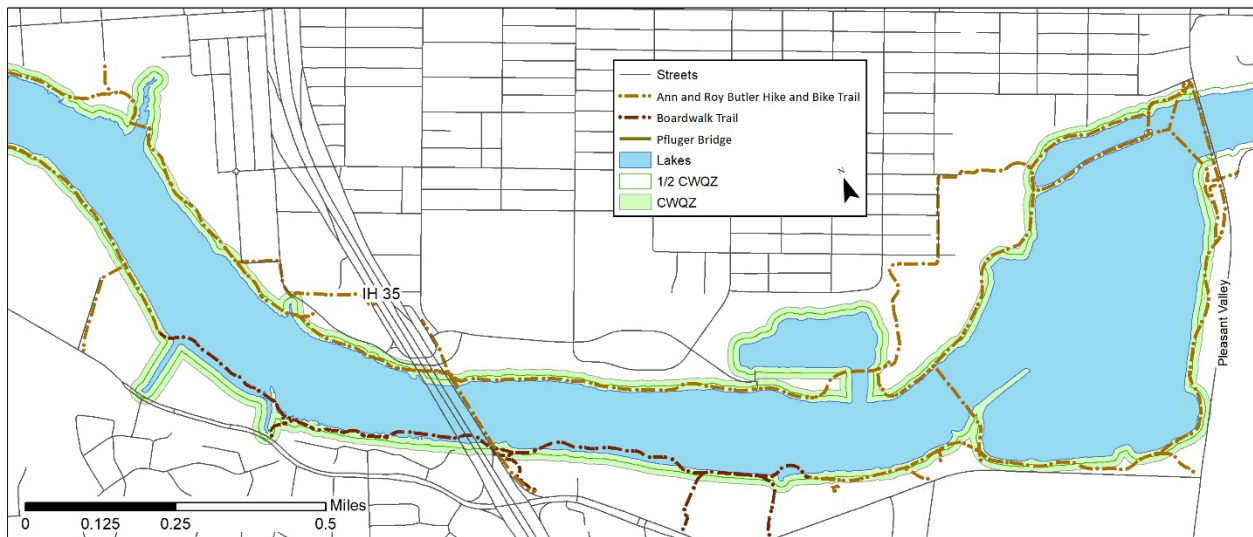 Streets
Ann and Roy Butler Hike and Bike Trail
Boardwalk Trail
Pfluger Bridge
Lakes
1/2 CWQZ
CWQZ
N
IH 35
Pleasant Valley
Miles
0 0.125 0.25 0.5